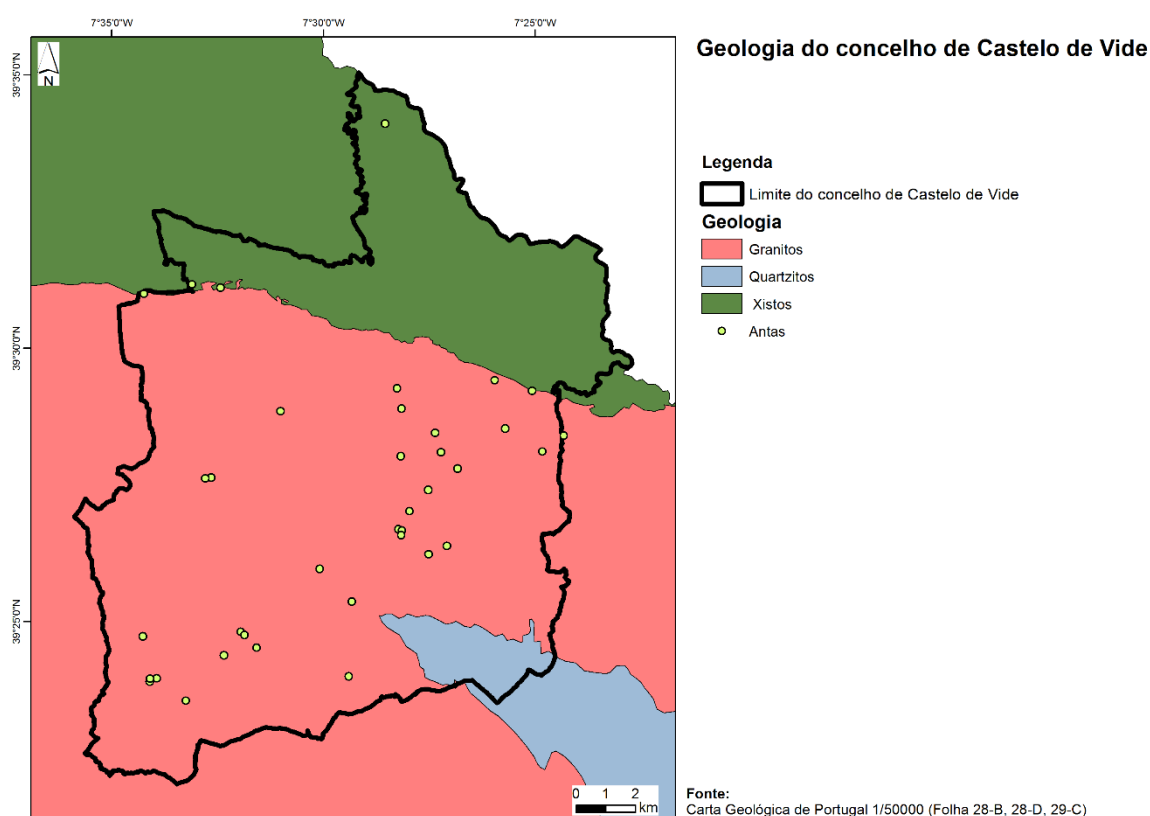 7°35'0"W
7°30'0"W
7°25'0"W
Geologia do concelho de Castelo de Vide
39°35'0"N
N
Legenda
Limite do concelho de Castelo de Vide
Geologia
Granitos
Quartzitos
Xistos
Antas
39°30'0"N
39°25'0"N
0 1 2
km
Fonte:
Carta Geológica de Portugal 1/50000 (Folha 28-B, 28-D, 29-C)